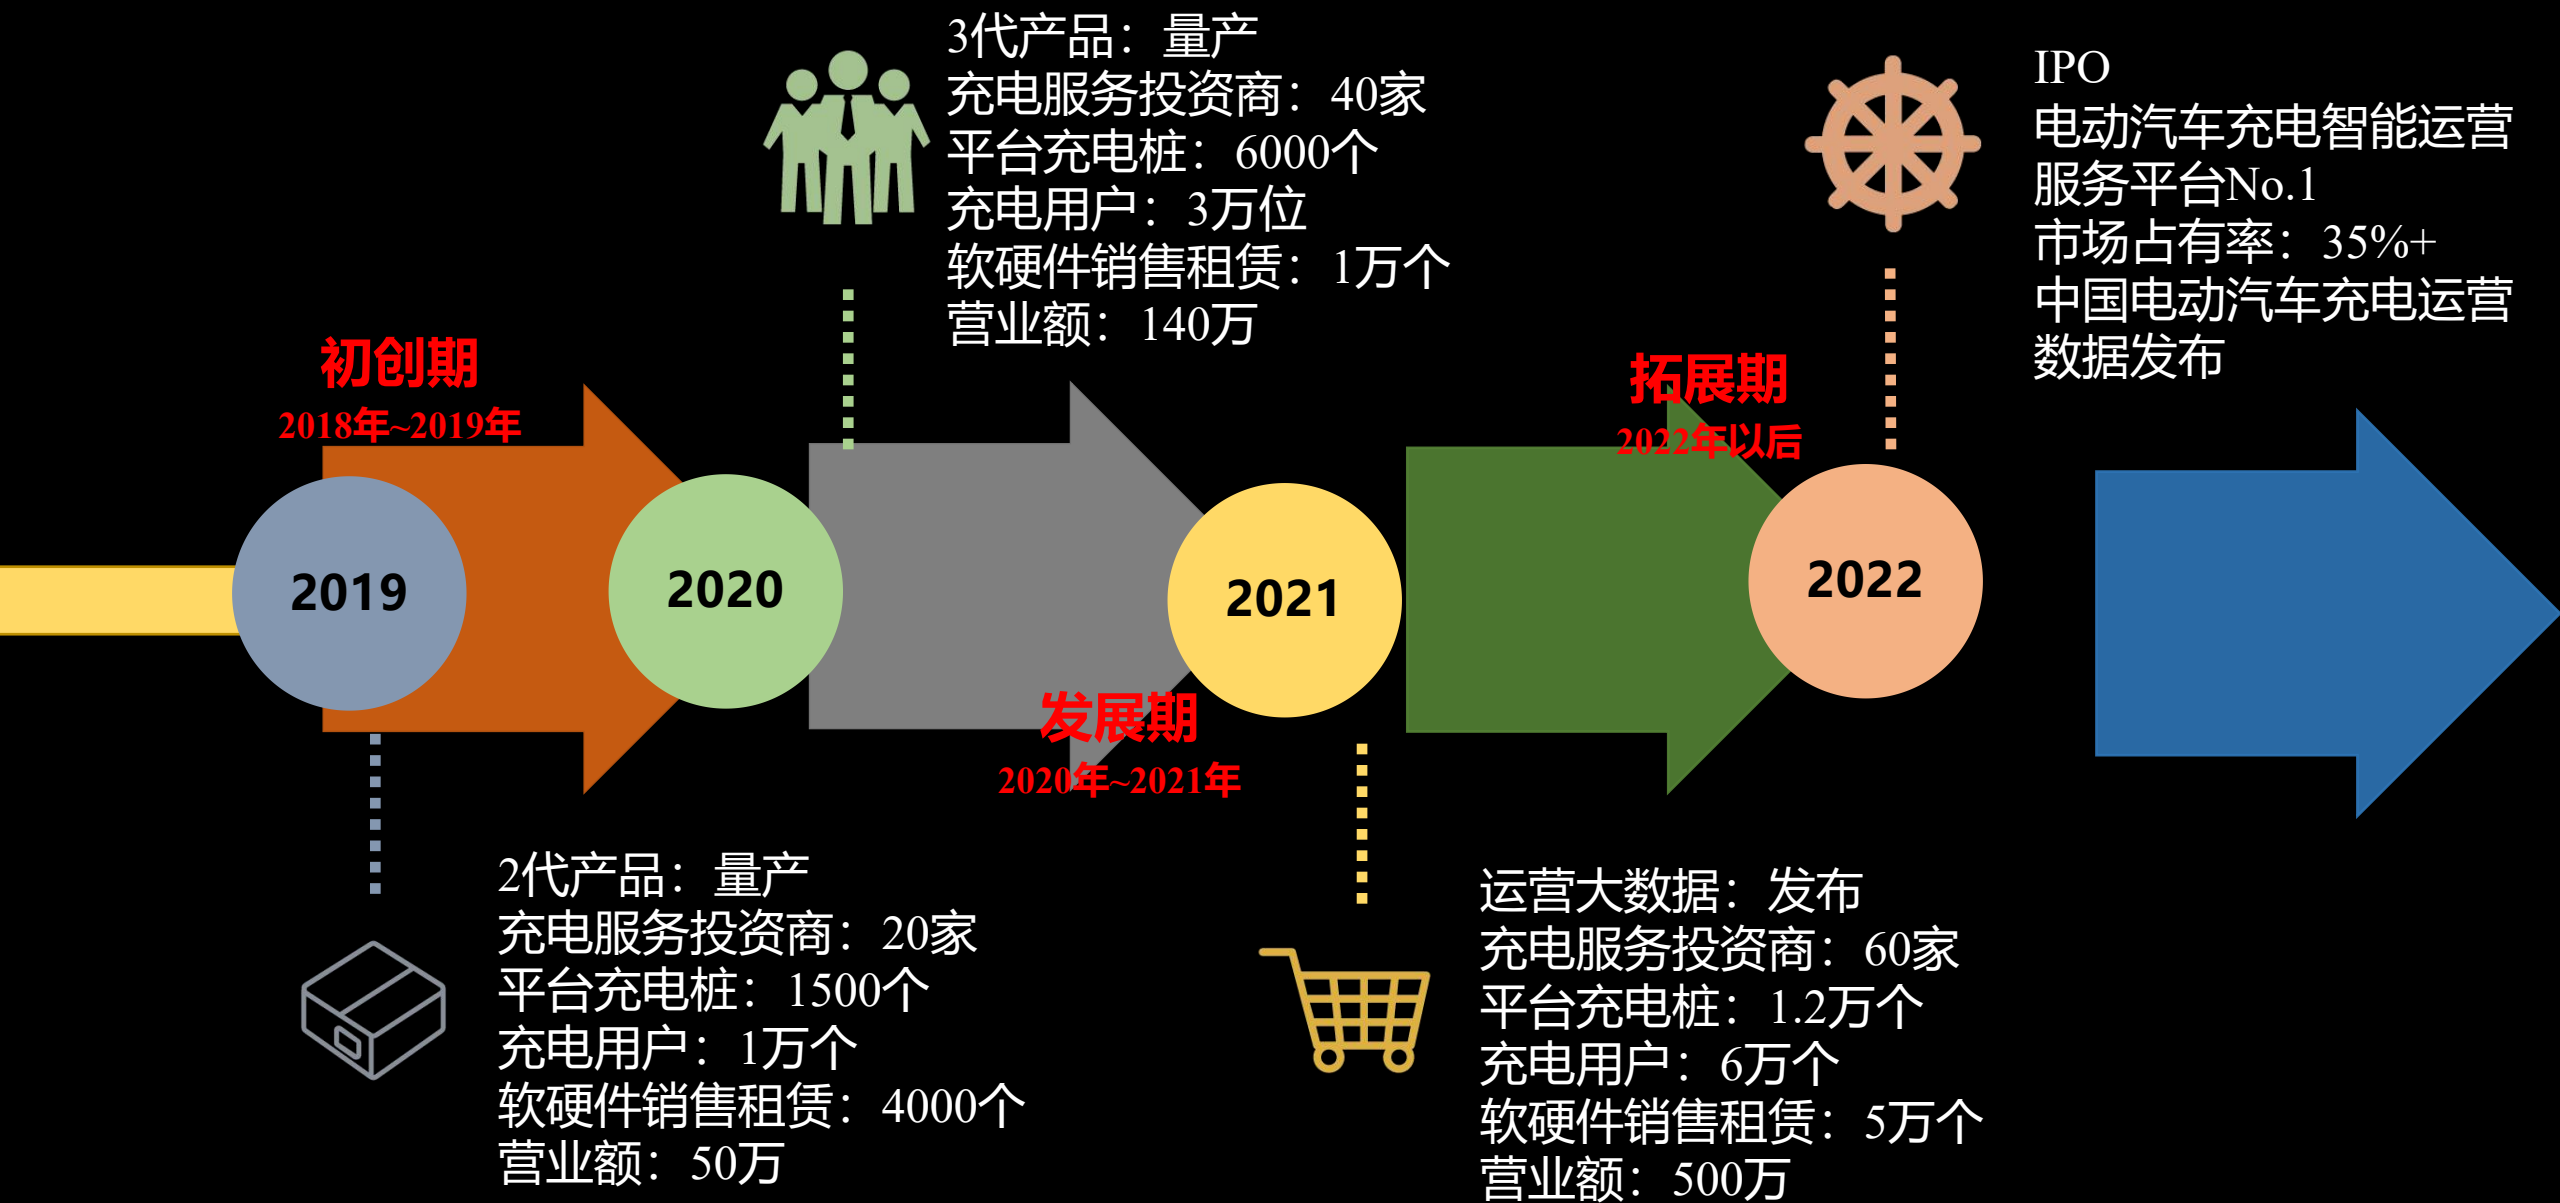 3代产品：量产
充电服务投资商：40家
平台充电桩：6000个
充电用户：3万位
软硬件销售租赁：1万个
营业额：140万
IPO
电动汽车充电智能运营
服务平台No.1
市场占有率：35%+
中国电动汽车充电运营
数据发布
初创期
2018年~2019年
拓展期
2022年以后
2019
2020
2021
2022
发展期
2020年~2021年
2代产品：量产
充电服务投资商：20家
平台充电桩：1500个
充电用户：1万个
软硬件销售租赁：4000个
营业额：50万
运营大数据：发布
充电服务投资商：60家
平台充电桩：1.2万个
充电用户：6万个
软硬件销售租赁：5万个
营业额：500万